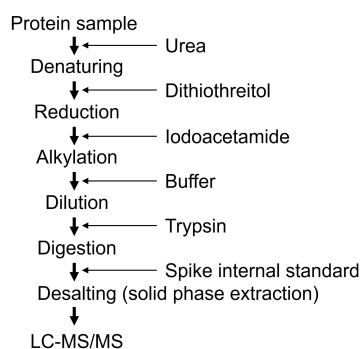 Protein sample
Urea
Denaturing
Dithiothreitol
Reduction
Iodoacetamide
Alkylation
Buffer
Dilution
Trypsin
Digestion
Spike internal standard
Desalting (solid phase extraction)
LC-MS/MS